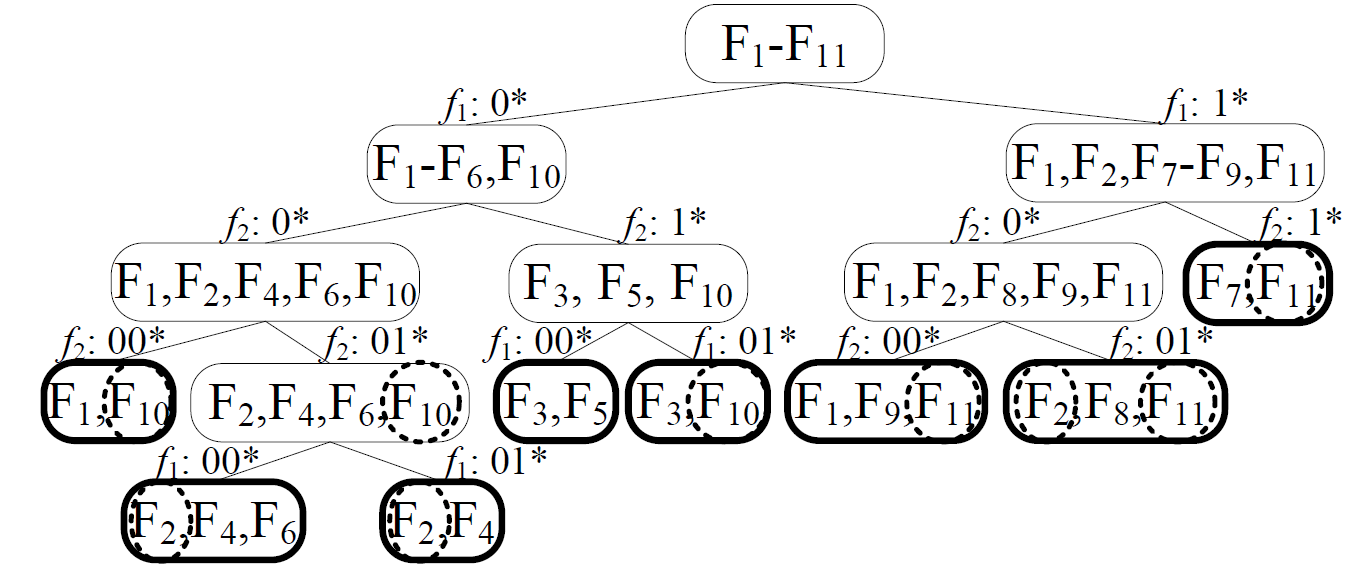 F₁-F₁₁
f₁: 0*
f₁: 1*
F₁-F₆,F₁₀
F₁,F₂,F₇-F₉,F₁₁
f₂: 0*
f₂: 1*
f₂: 0*
f₂: 1*
F₁,F₂,F₄,F₆,F₁₀
F₃, F₅, F₁₀
F₁,F₂,F₈,F₉,F₁₁
F₇,F₁₁
f₂: 00*
f₂: 01*
f₁: 00*
f₁: 01*
f₂: 00*
f₂: 01*
F₁,F₁₀
F₂,F₄,F₆,F₁₀
F₃,F₅
F₃,F₁₀
F₁,F₉,F₁₁
F₂,F₈,F₁₁
f₁: 00*
f₁: 01*
F₂,F₄,F₆
F₂,F₄